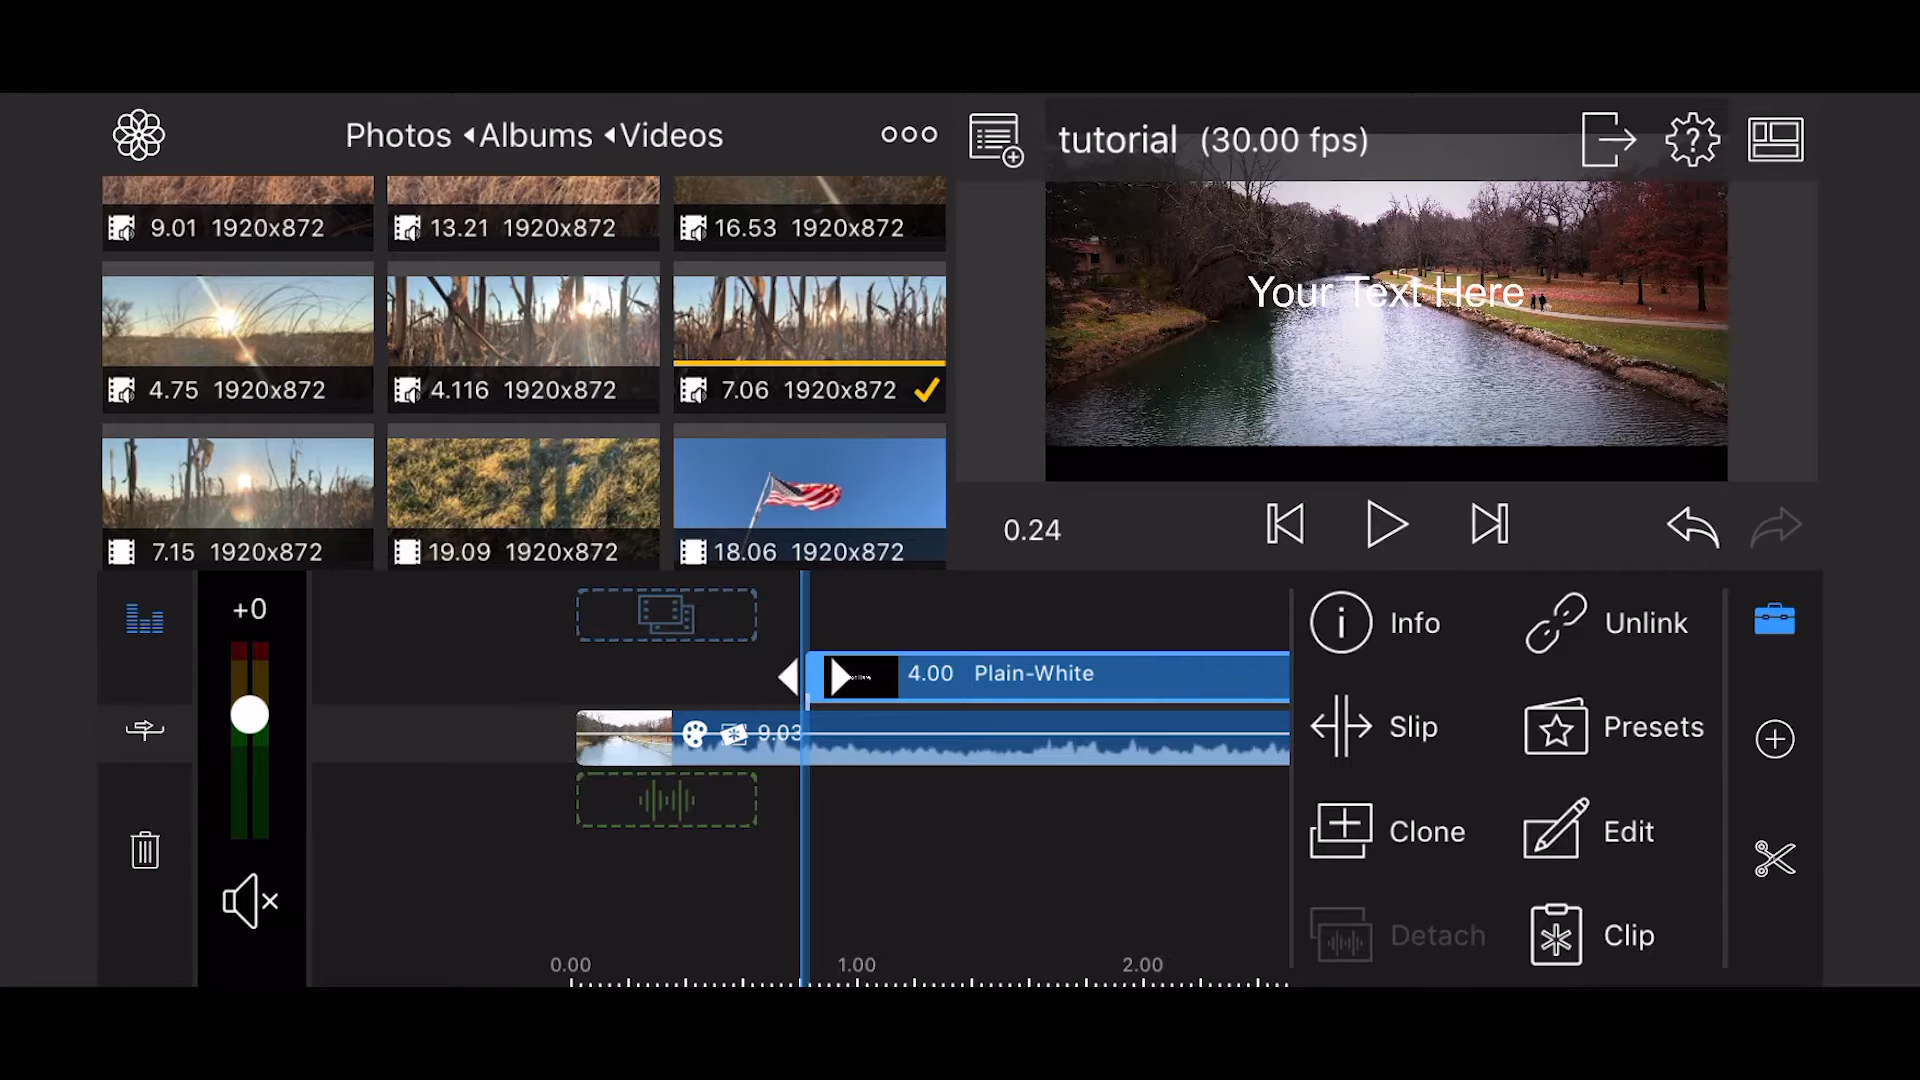 Photos Albums Videos
tutorial (30.00 fps)
9.01 1920x872
13.21 1920x872
16.53 1920x872
4.75 1920x872
4.116 1920x872
7.06 1920x872
7.15 1920x872
19.09 1920x872
18.06 1920x872
Your Text Here
0.24
+0
4.00 Plain-White
9.03
0.00
1.00
2.00
Info
Unlink
Slip
Presets
Clone
Edit
Detach
Clip